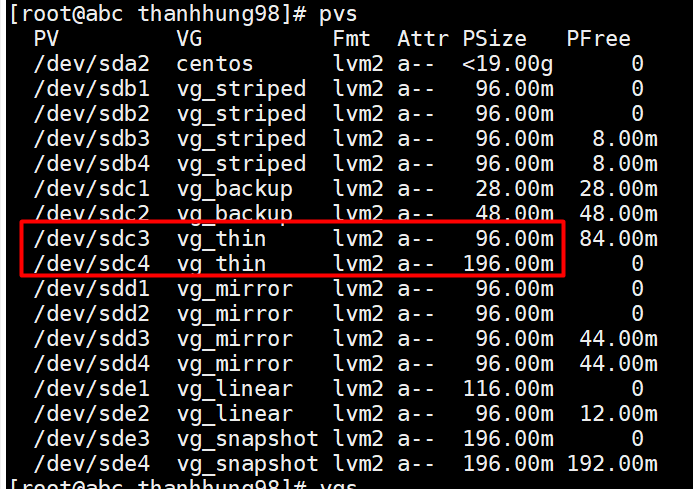 [root@abc thanhhung98]# pvs
PV VG Fmt Attr PSize PFree
/dev/sda2 centos lvm2 a-- <19.00g 0
/dev/sdb1 vg_striped lvm2 a-- 96.00m 0
/dev/sdb2 vg_striped lvm2 a-- 96.00m 0
/dev/sdb3 vg_striped lvm2 a-- 96.00m 8.00m
/dev/sdb4 vg_striped lvm2 a-- 96.00m 8.00m
/dev/sdc1 vg_backup lvm2 a-- 28.00m 28.00m
/dev/sdc2 vg_backup lvm2 a-- 48.00m 48.00m
/dev/sdc3 vg_thin lvm2 a-- 96.00m 84.00m
/dev/sdc4 vg_thin lvm2 a-- 196.00m 0
/dev/sdd1 vg_mirror lvm2 a-- 96.00m 0
/dev/sdd2 vg_mirror lvm2 a-- 96.00m 0
/dev/sdd3 vg_mirror lvm2 a-- 96.00m 44.00m
/dev/sdd4 vg_mirror lvm2 a-- 96.00m 44.00m
/dev/sde1 vg_linear lvm2 a-- 116.00m 0
/dev/sde2 vg_linear lvm2 a-- 96.00m 12.00m
/dev/sde3 vg_snapshot lvm2 a-- 196.00m 0
/dev/sde4 vg_snapshot lvm2 a-- 196.00m 192.00m
[root@abc thanhhung98]# vgs